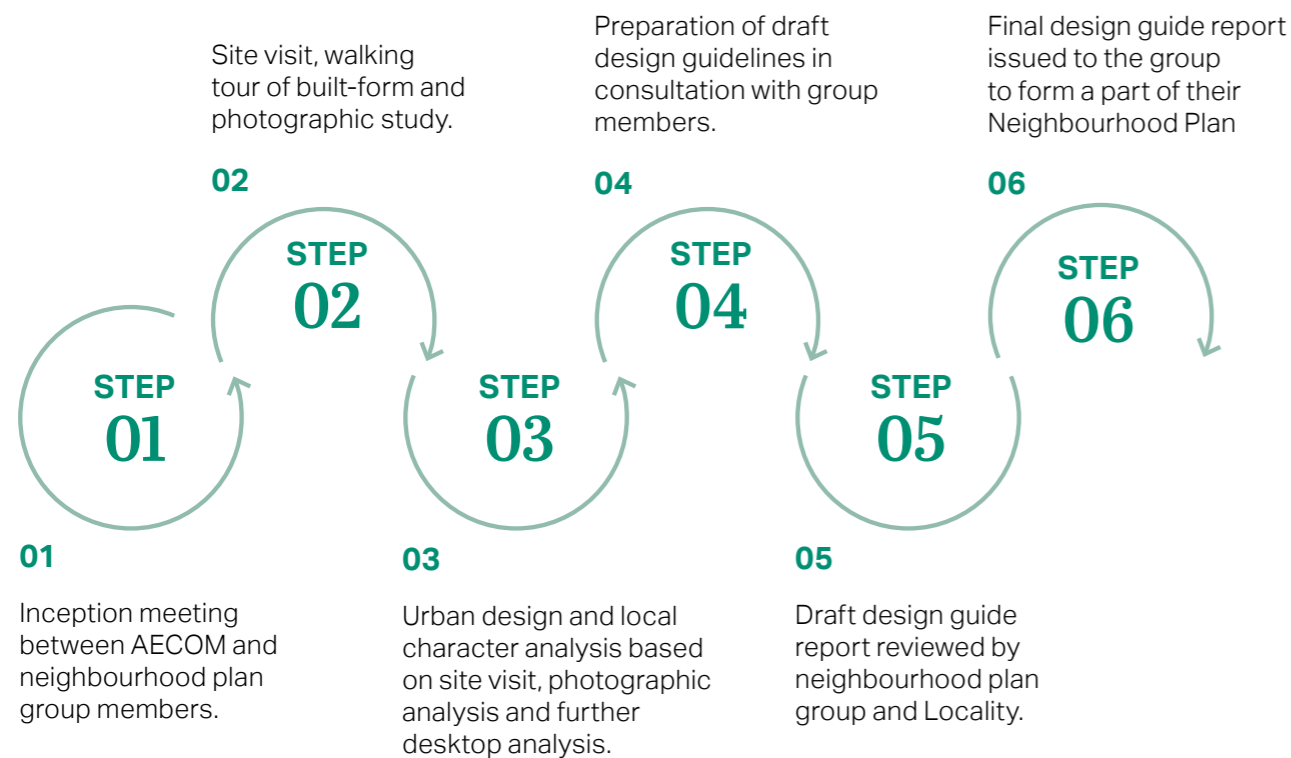 Site visit, walking
tour of built-form and
photographic study.
02
Preparation of draft
design guidelines in
consultation with group
members.
04
Final design guide report
issued to the group
to form a part of their
Neighbourhood Plan
06
STEP
01
STEP
02
STEP
03
STEP
04
STEP
05
STEP
06
01
Inception meeting
between AECOM and
neighbourhood plan
group members.
03
Urban design and local
character analysis based
on site visit, photographic
analysis and further
desktop analysis.
05
Draft design guide
report reviewed by
neighbourhood plan
group and Locality.